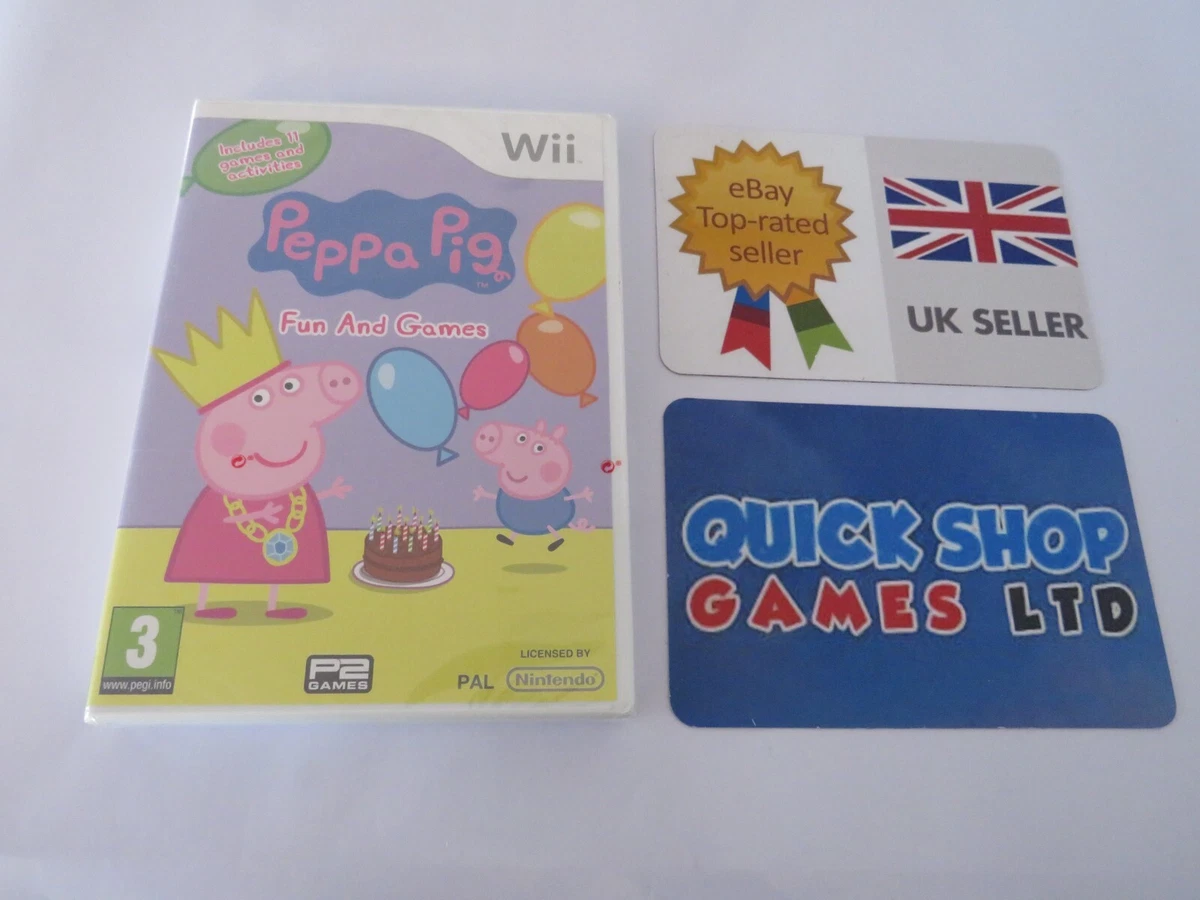 Includes 11
games and
activities
Wii
Peppa Pig
™
Fun And Games
3
www.pegi.info
P2
GAMES
PAL
LICENSED BY
Nintendo
eBay
Top-rated
seller
UK SELLER
QUICK SHOP
GAMES LTD